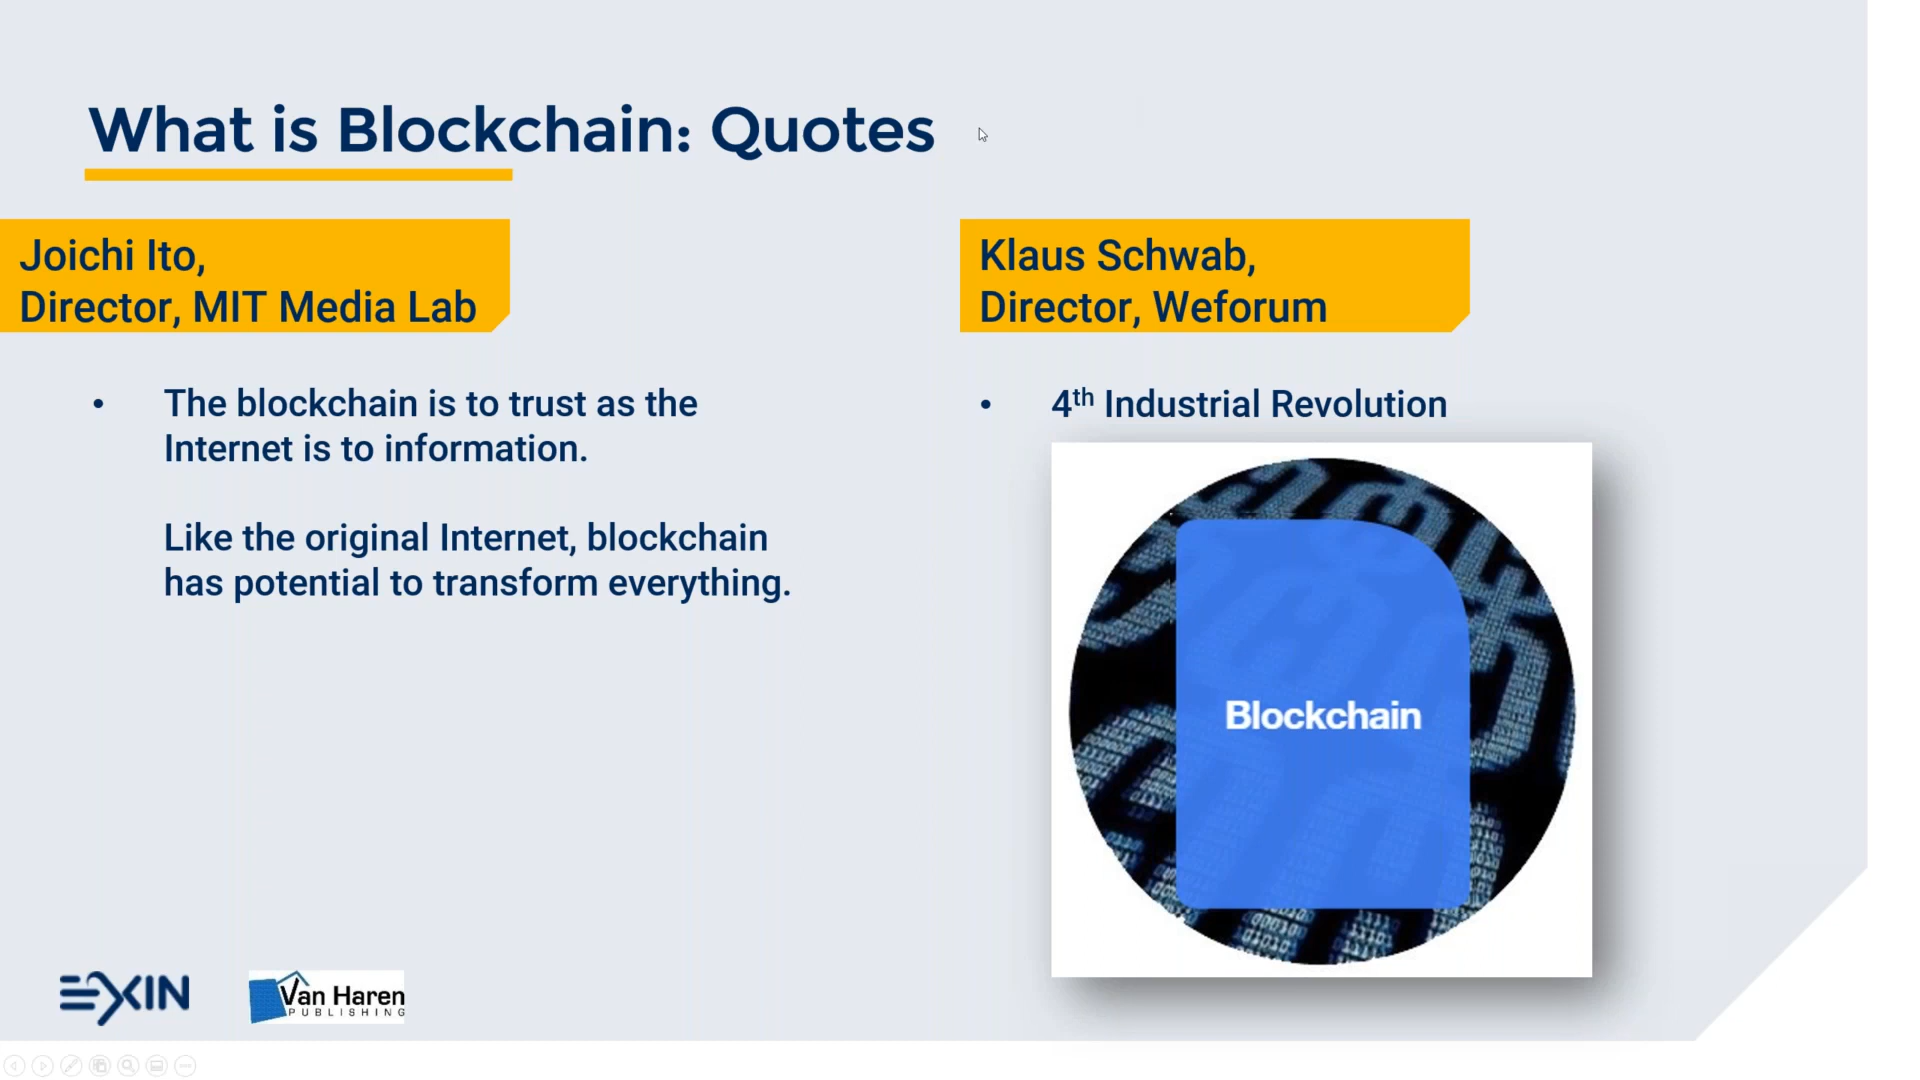 What is Blockchain: Quotes
Joichi Ito,
Director, MIT Media Lab
• The blockchain is to trust as the
Internet is to information.
Like the original Internet, blockchain
has potential to transform everything.
Klaus Schwab,
Director, Weforum
• 4th Industrial Revolution
Blockchain
EXIN
Van Haren
PUBLISHING